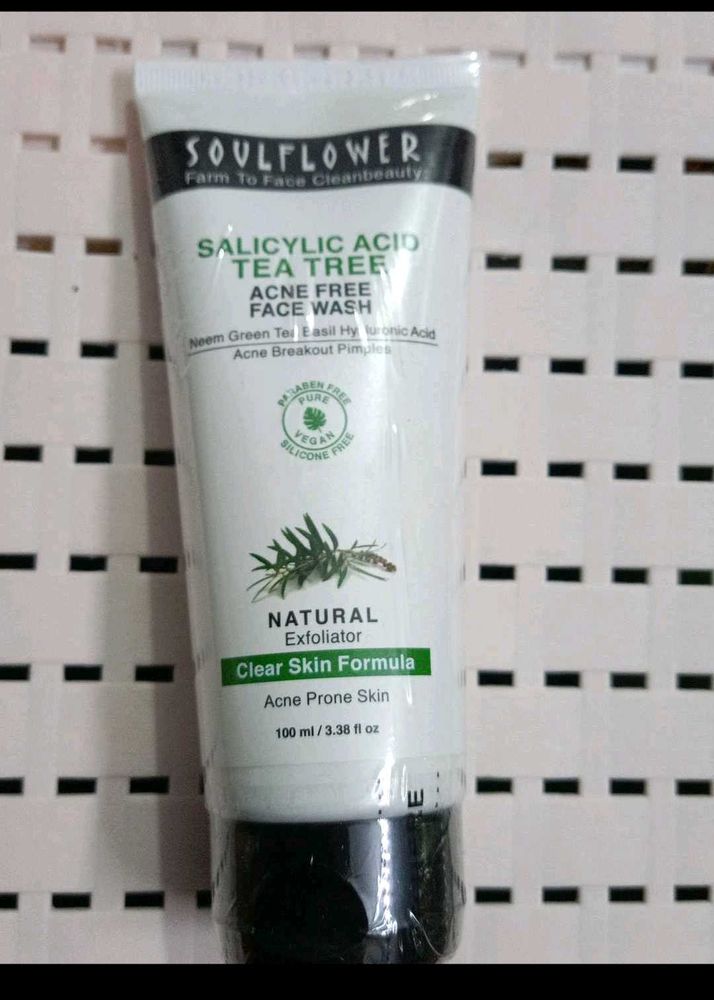 SOULFLOWER
Farm To Face Cleanbeauty
SALICYLIC ACID
TEA TREE
ACNE FREE
FACE WASH
Neem Green Tea Basil Hyaluronic Acid
Acne Breakout Pimples
PARABEN FREE
PURE
VEGAN
SILICONE FREE
NATURAL
Exfoliator
Clear Skin Formula
Acne Prone Skin
100 ml / 3.38 fl oz